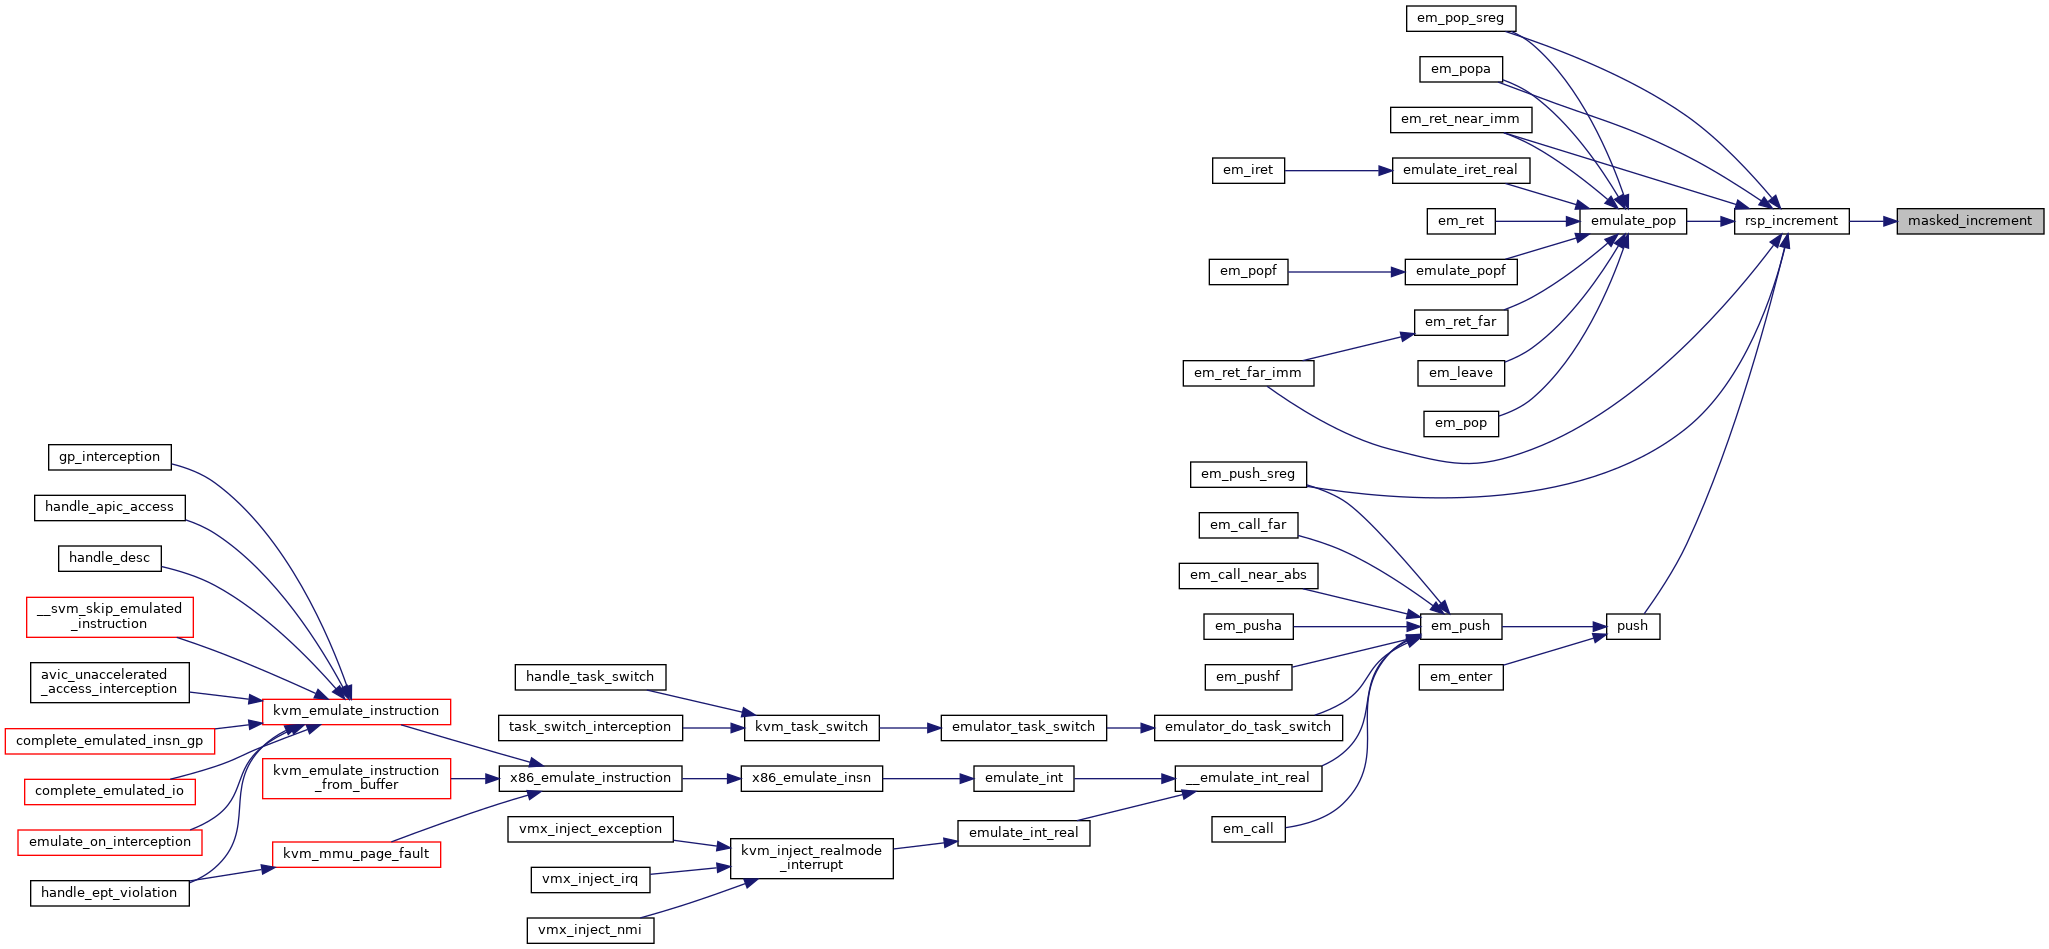 em_pop_sreg
em_popa
em_ret_near_imm
em_iret
emulate_iret_real
em_ret
emulate_pop
rsp_increment
masked_increment
em_popf
emulate_popf
em_ret_far
em_ret_far_imm
em_leave
em_pop
gp_interception
em_push_sreg
handle_apic_access
em_call_far
handle_desc
em_call_near_abs
__svm_skip_emulated
_instruction
em_pusha
em_push
push
avic_unaccelerated
_access_interception
handle_task_switch
em_pushf
em_enter
kvm_emulate_instruction
complete_emulated_insn_gp
task_switch_interception
kvm_task_switch
emulator_task_switch
emulator_do_task_switch
kvm_emulate_instruction
_from_buffer
x86_emulate_instruction
x86_emulate_insn
emulate_int
__emulate_int_real
complete_emulated_io
vmx_inject_exception
emulate_int_real
em_call
emulate_on_interception
kvm_mmu_page_fault
kvm_inject_realmode
_interrupt
handle_ept_violation
vmx_inject_irq
vmx_inject_nmi